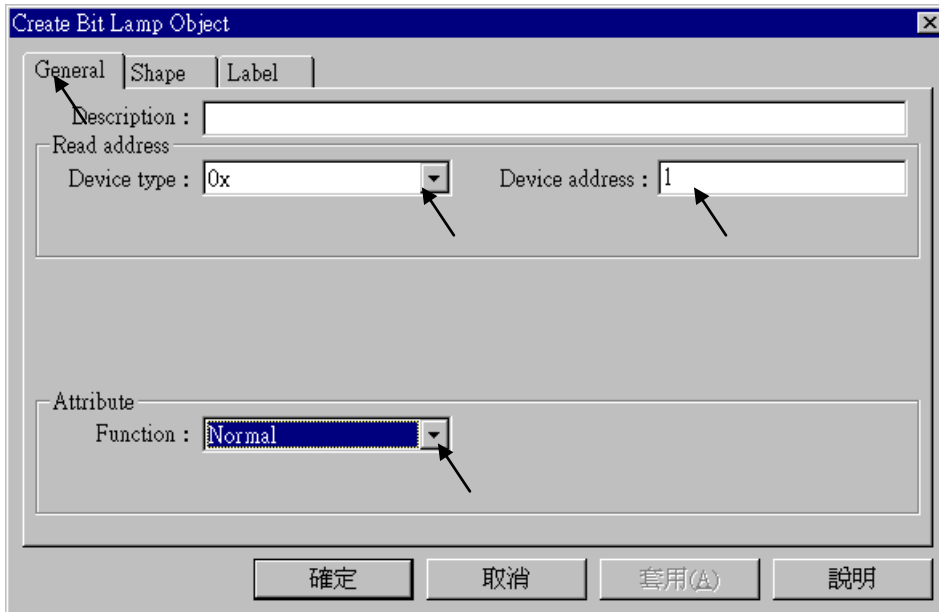 Create Bit Lamp Object
General Shape Label
Description :
Read address
Device type : 0x Device address : 1
Attribute
Function : Normal
確定 取消 套用(A) 說明